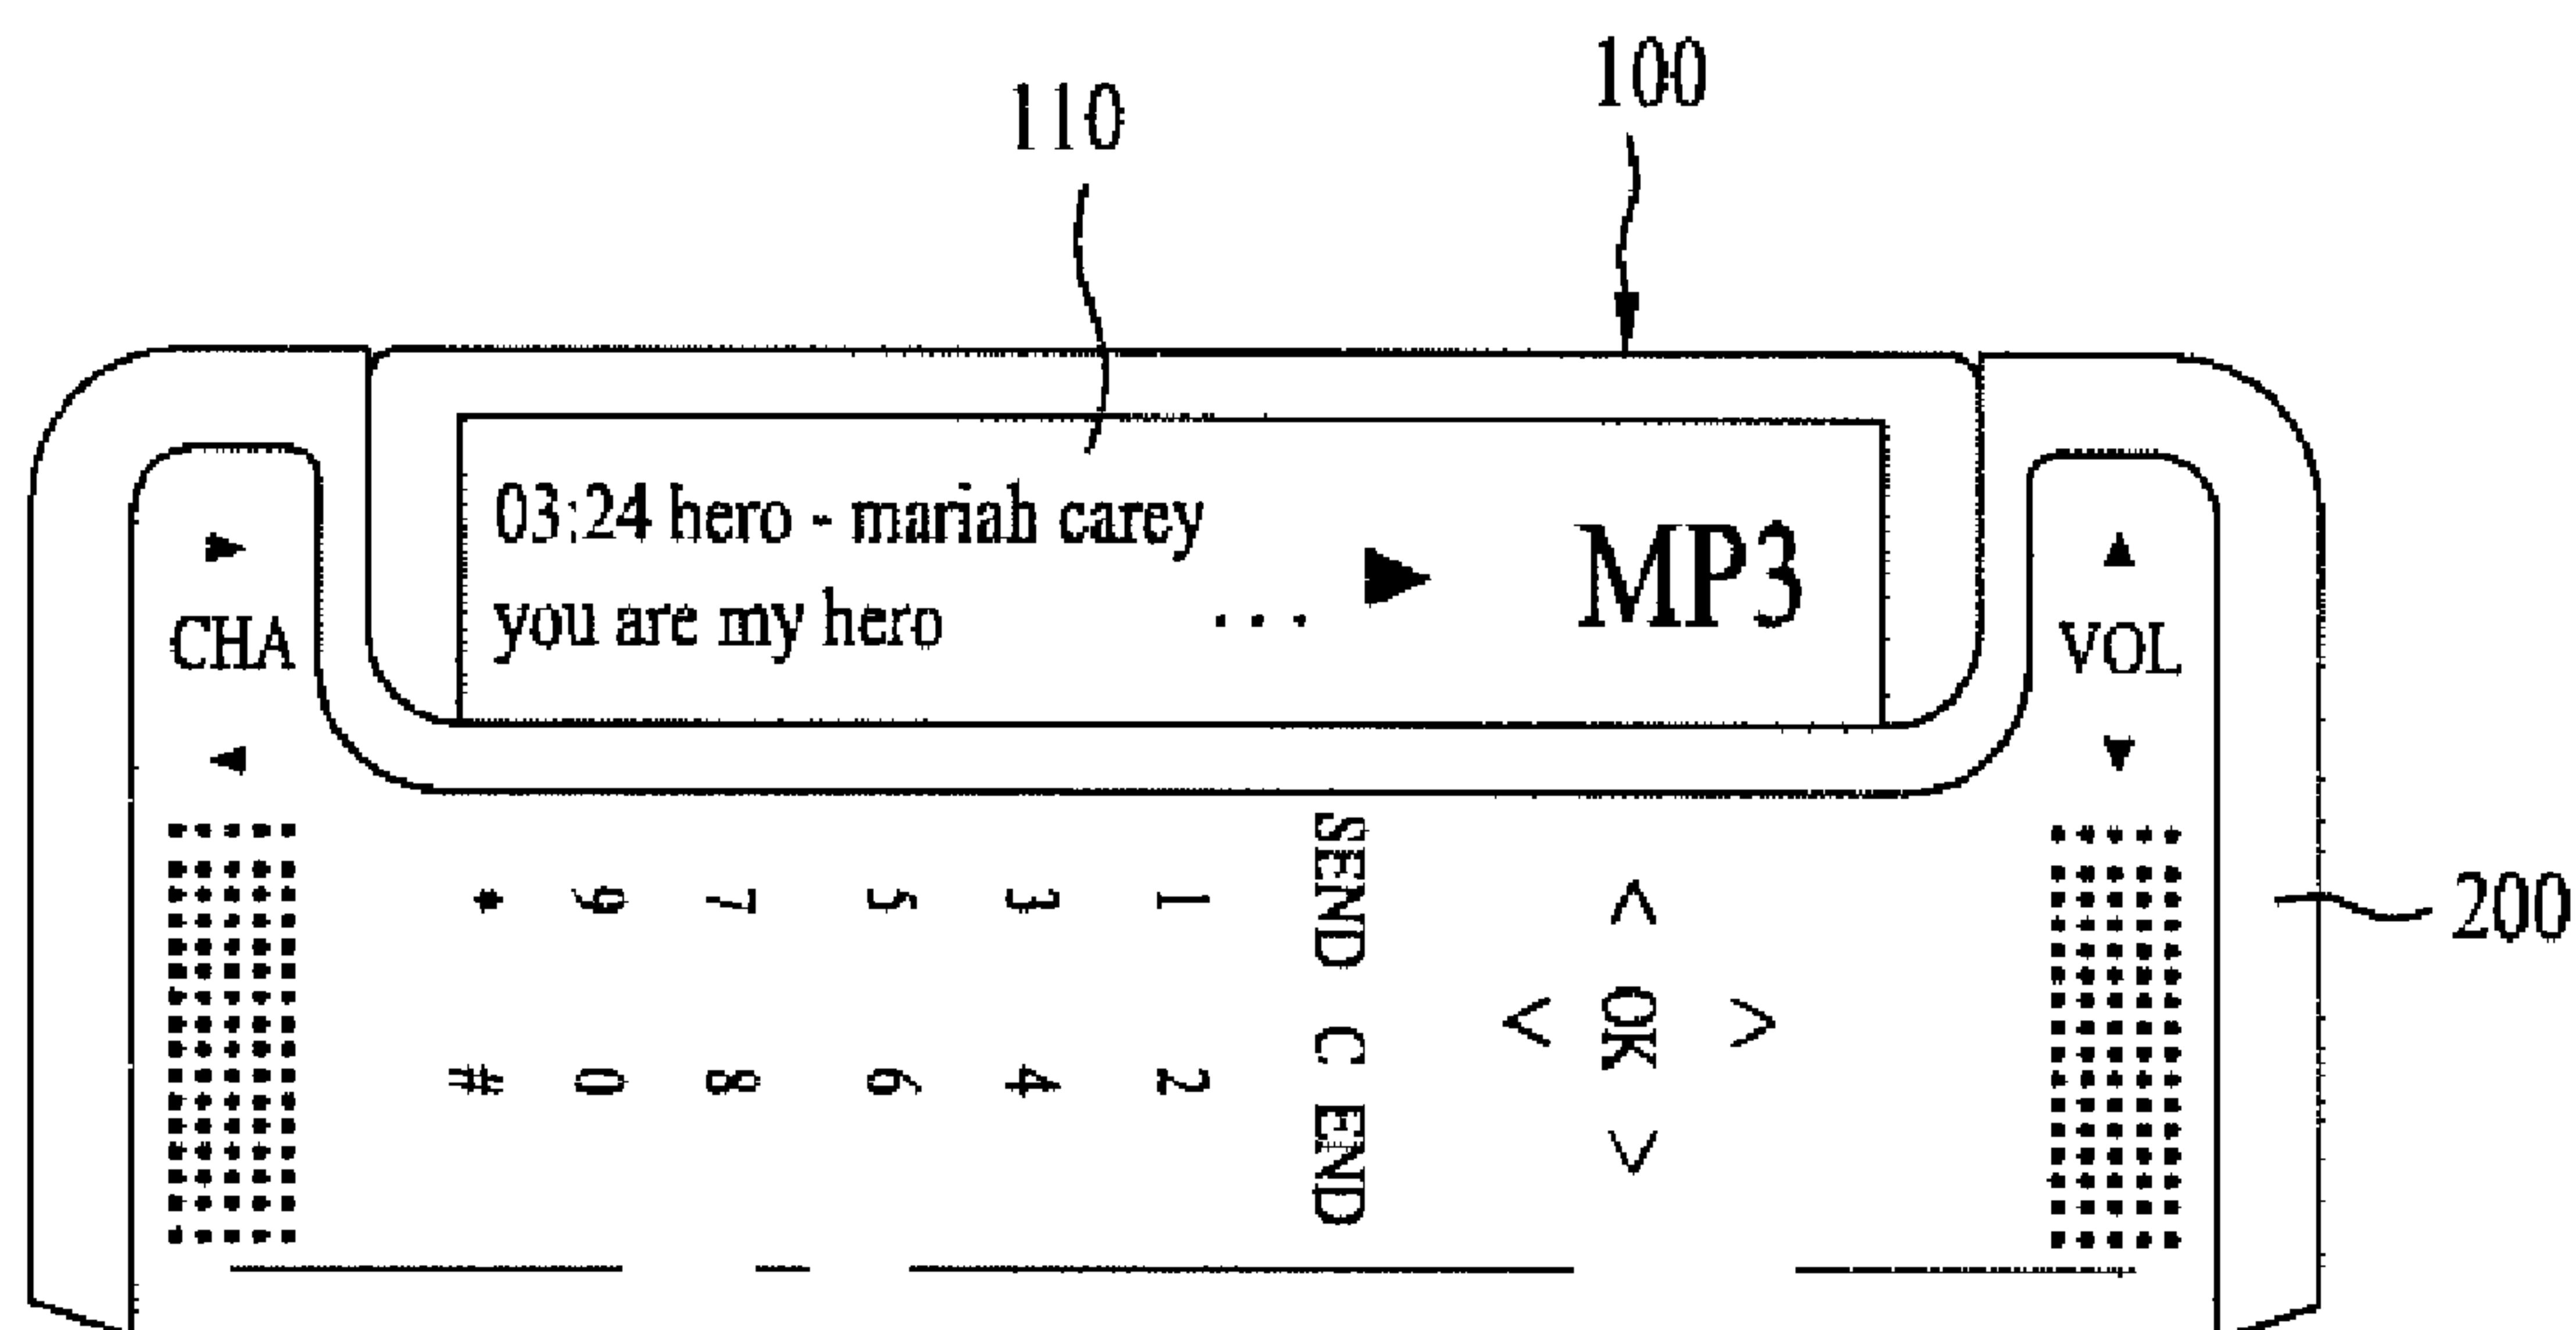 100
110
03:24 hero - mariah carey
you are my hero ... ▶ MP3
CHA
VOL
SEND C END
< OK >
* 9 7 5 3 1
# 0 8 6 4 2
200